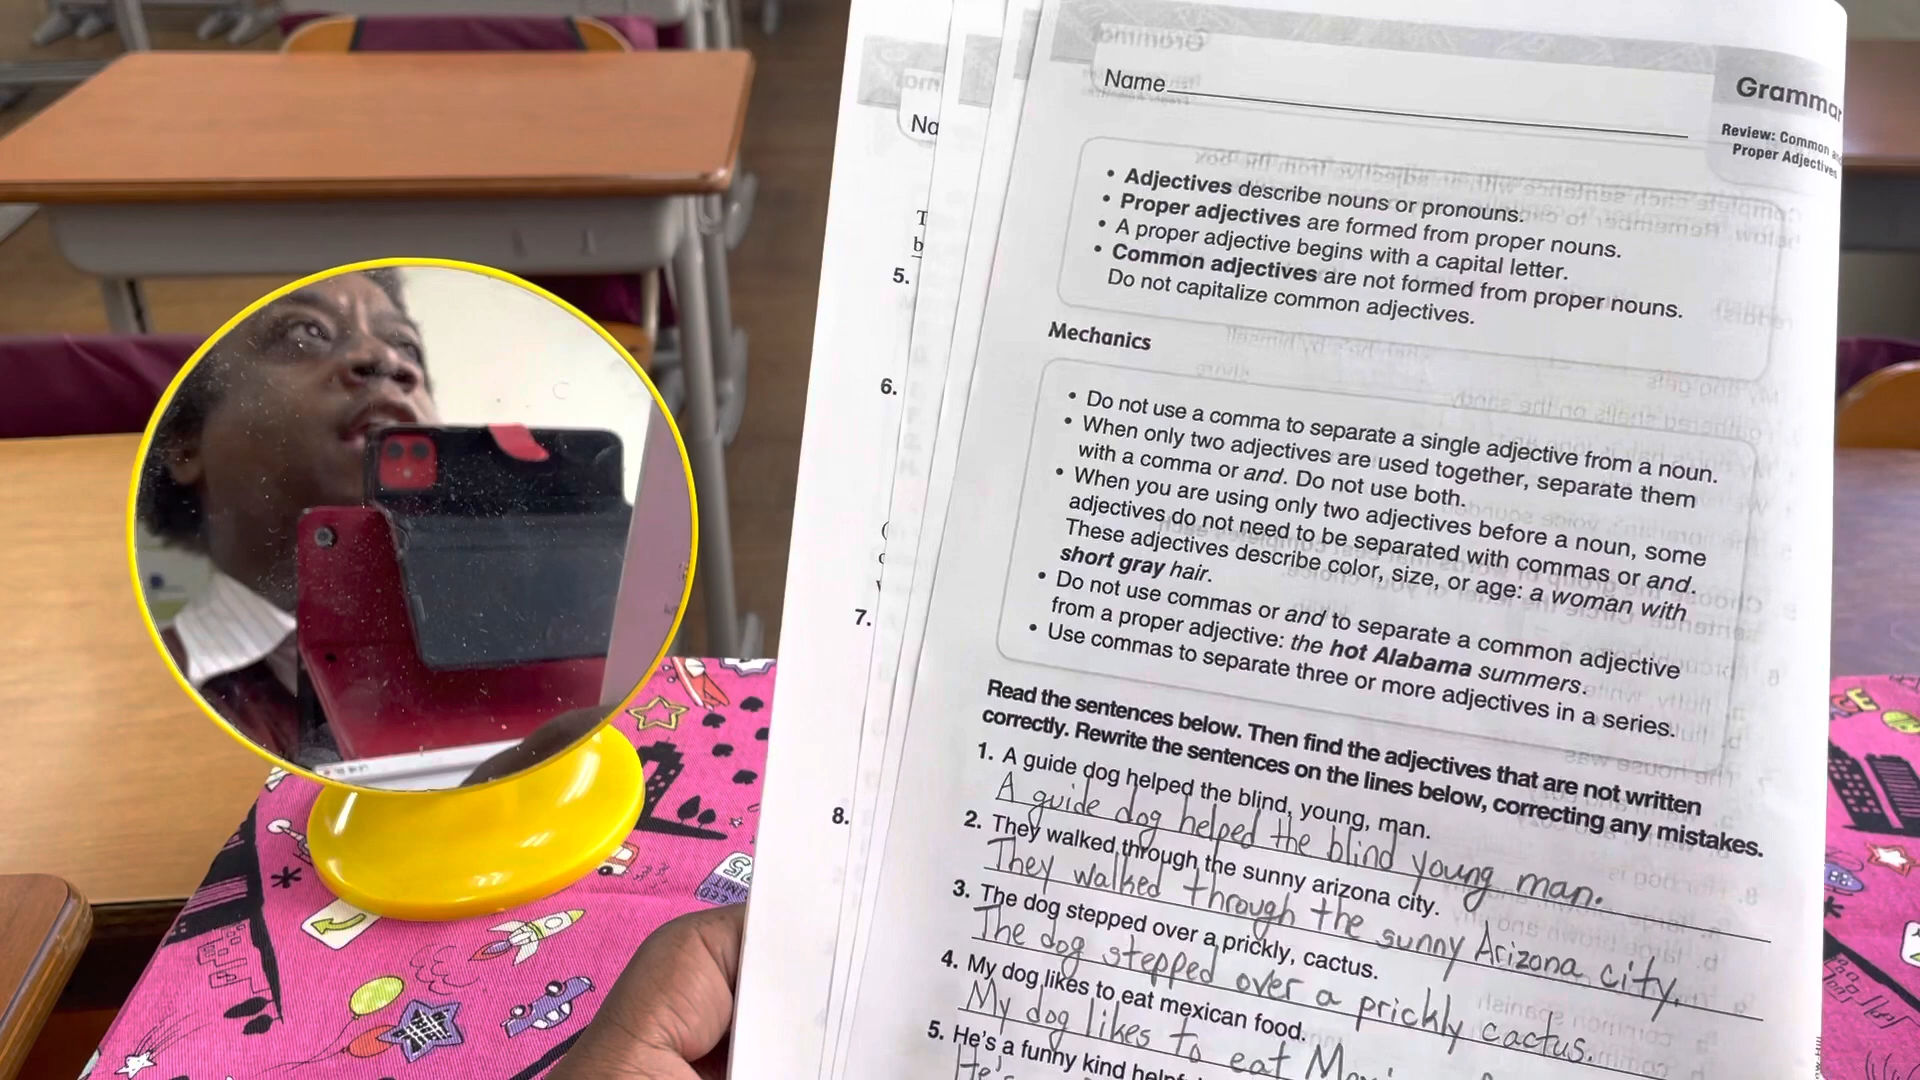 Grammar
Name
Review: Common and
Proper Adjectives
• Adjectives describe nouns or pronouns.
• Proper adjectives are formed from proper nouns.
• A proper adjective begins with a capital letter.
• Common adjectives are not formed from proper nouns.
Do not capitalize common adjectives.
Mechanics
• Do not use a comma to separate a single adjective from a noun.
• When only two adjectives are used together, separate them
with a comma or and. Do not use both.
• When you are using only two adjectives before a noun, some
adjectives do not need to be separated with commas or and.
These adjectives describe color, size, or age: a woman with
short gray hair.
• Do not use commas or and to separate a common adjective
from a proper adjective: the hot Alabama summers.
• Use commas to separate three or more adjectives in a series.
Read the sentences below. Then find the adjectives that are not written
correctly. Rewrite the sentences on the lines below, correcting any mistakes.
1. A guide dog helped the blind, young, man.
A guide dog helped the blind young man.
2. They walked through the sunny arizona city.
They walked through the sunny Arizona city.
3. The dog stepped over a prickly, cactus.
The dog stepped over a prickly cactus.
4. My dog likes to eat mexican food.
My dog likes to eat
5. He's a funny kind
He's
5.
6.
7.
8.